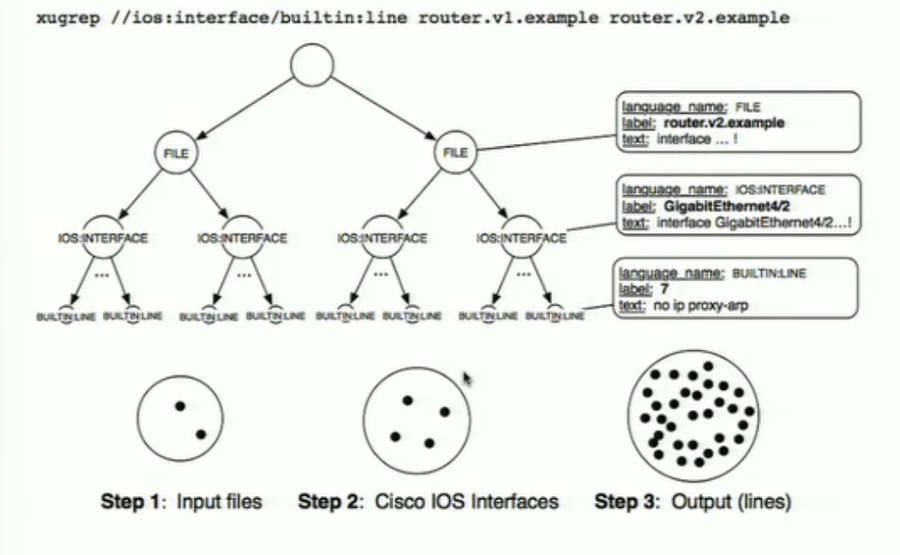 xugrep //ios:interface/builtin:line router.v1.example router.v2.example
language_name: FILE
label: router.v2.example
text: interface ... !
FILE
FILE
language_name: IOS:INTERFACE
label: GigabitEthernet4/2
text: interface GigabitEthernet4/2...!
IOS:INTERFACE
IOS:INTERFACE
IOS:INTERFACE
IOS:INTERFACE
language_name: BUILTIN:LINE
label: 7
text: no ip proxy-arp
...
...
...
...
BUILTIN:LINE
BUILTIN:LINE
BUILTIN:LINE
BUILTIN:LINE
BUILTIN:LINE
BUILTIN:LINE
BUILTIN:LINE
BUILTIN:LINE
Step 1: Input files
Step 2: Cisco IOS Interfaces
Step 3: Output (lines)